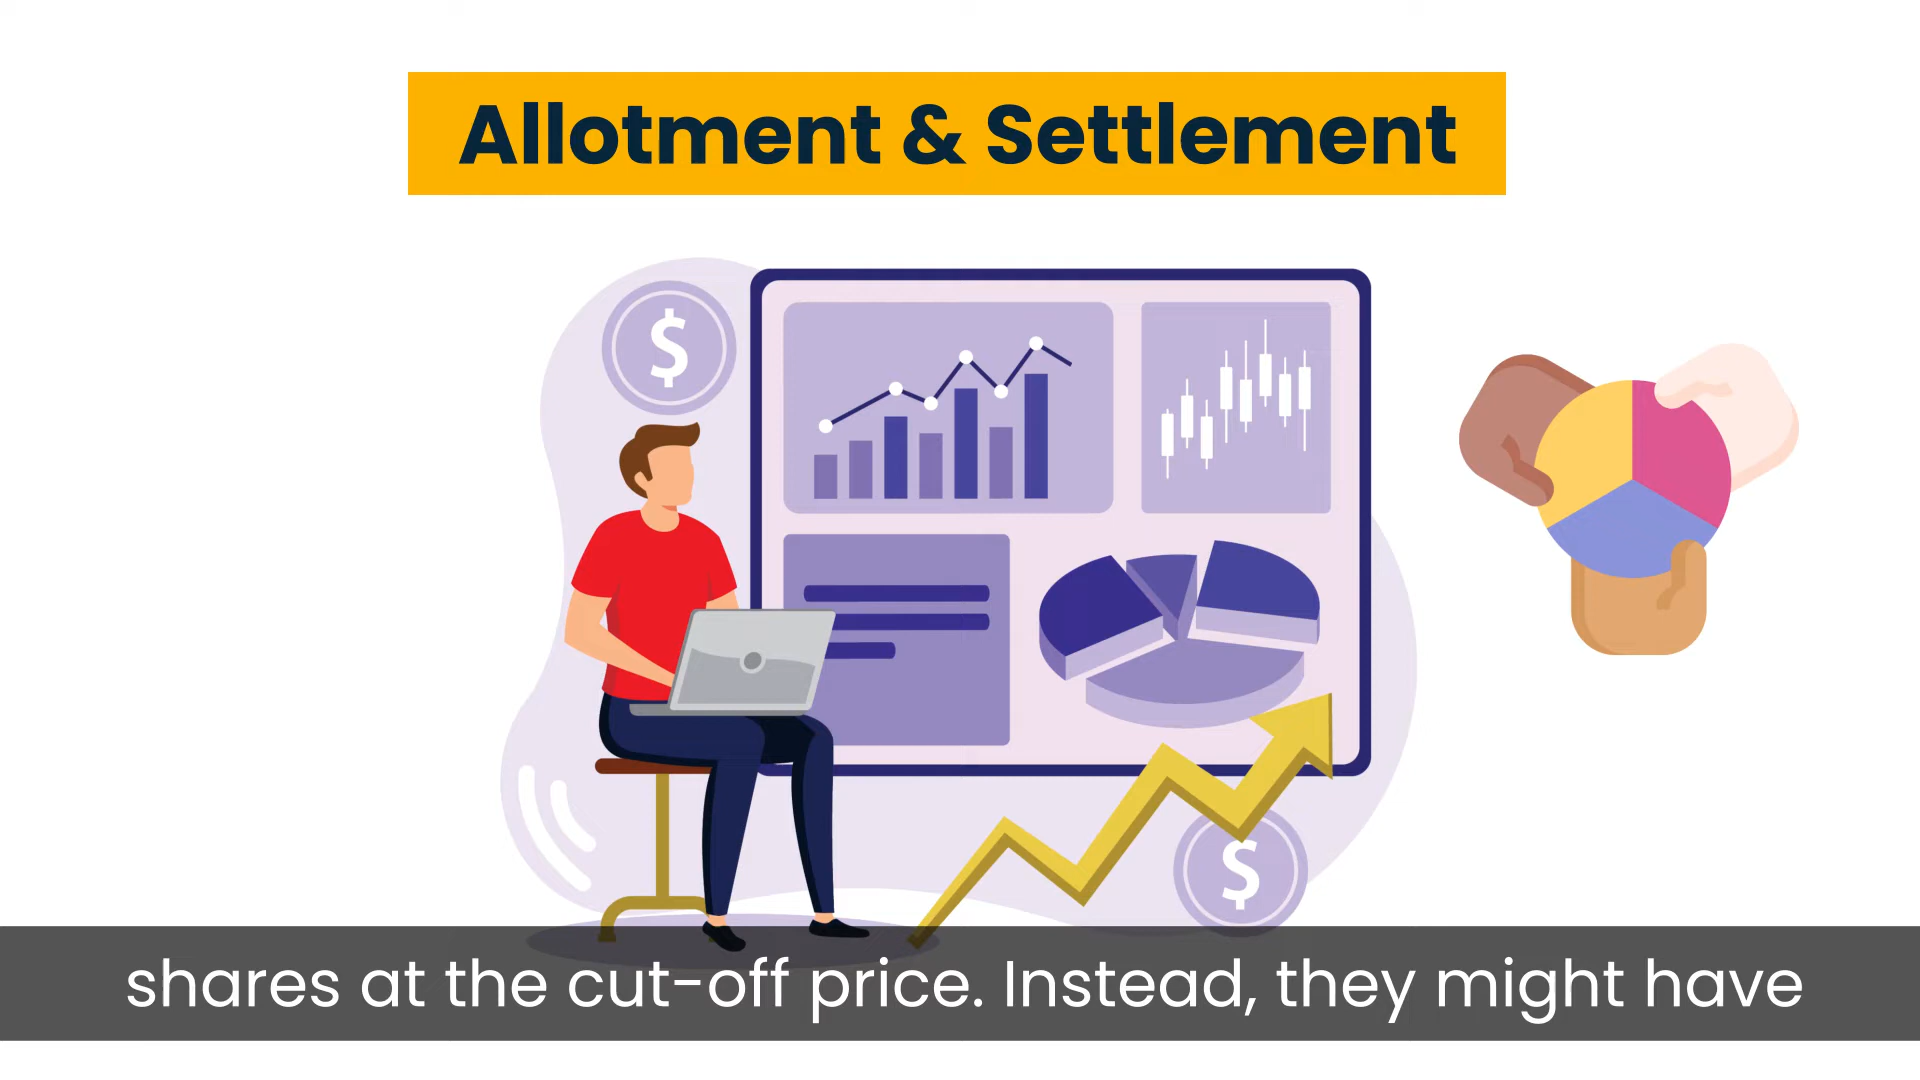 Allotment & Settlement
$
$
shares at the cut-off price. Instead, they might have